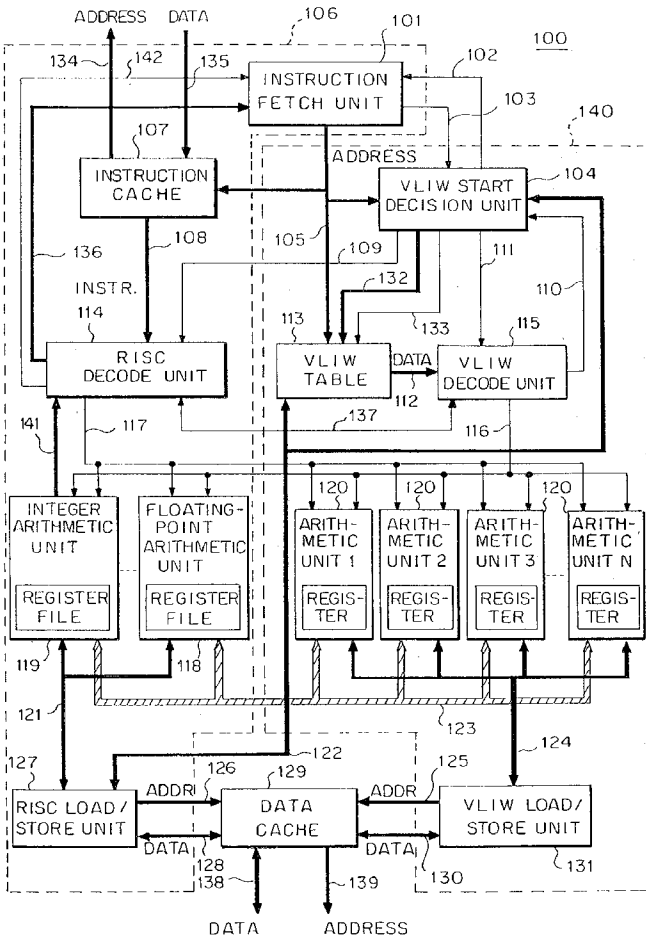 ADDRESS DATA
106
101
100
134
142
135
102
INSTRUCTION
FETCH UNIT
103
140
107
ADDRESS
104
INSTRUCTION
CACHE
VLIW START
DECISION UNIT
105
108
109
111
110
136
132
INSTR.
133
114
113
115
RISC
DECODE UNIT
VLIW
TABLE
DATA
112
VLIW
DECODE UNIT
141
117
137
116
120
120
120
120
INTEGER
ARITHMETIC
UNIT
REGISTER
FILE
119
FLOATING-
POINT
ARITHMETIC
UNIT
REGISTER
FILE
118
ARITH-
METIC
UNIT 1
REGIS-
TER
ARITH-
METIC
UNIT 2
REGIS-
TER
ARITH-
METIC
UNIT 3
REGIS-
TER
ARITH-
METIC
UNIT N
REGIS-
TER
121
123
122
124
127
126
129
125
ADDR
ADDR
RISC LOAD/
STORE UNIT
DATA
CACHE
VLIW LOAD/
STORE UNIT
DATA
128
DATA
130
131
138
139
DATA ADDRESS